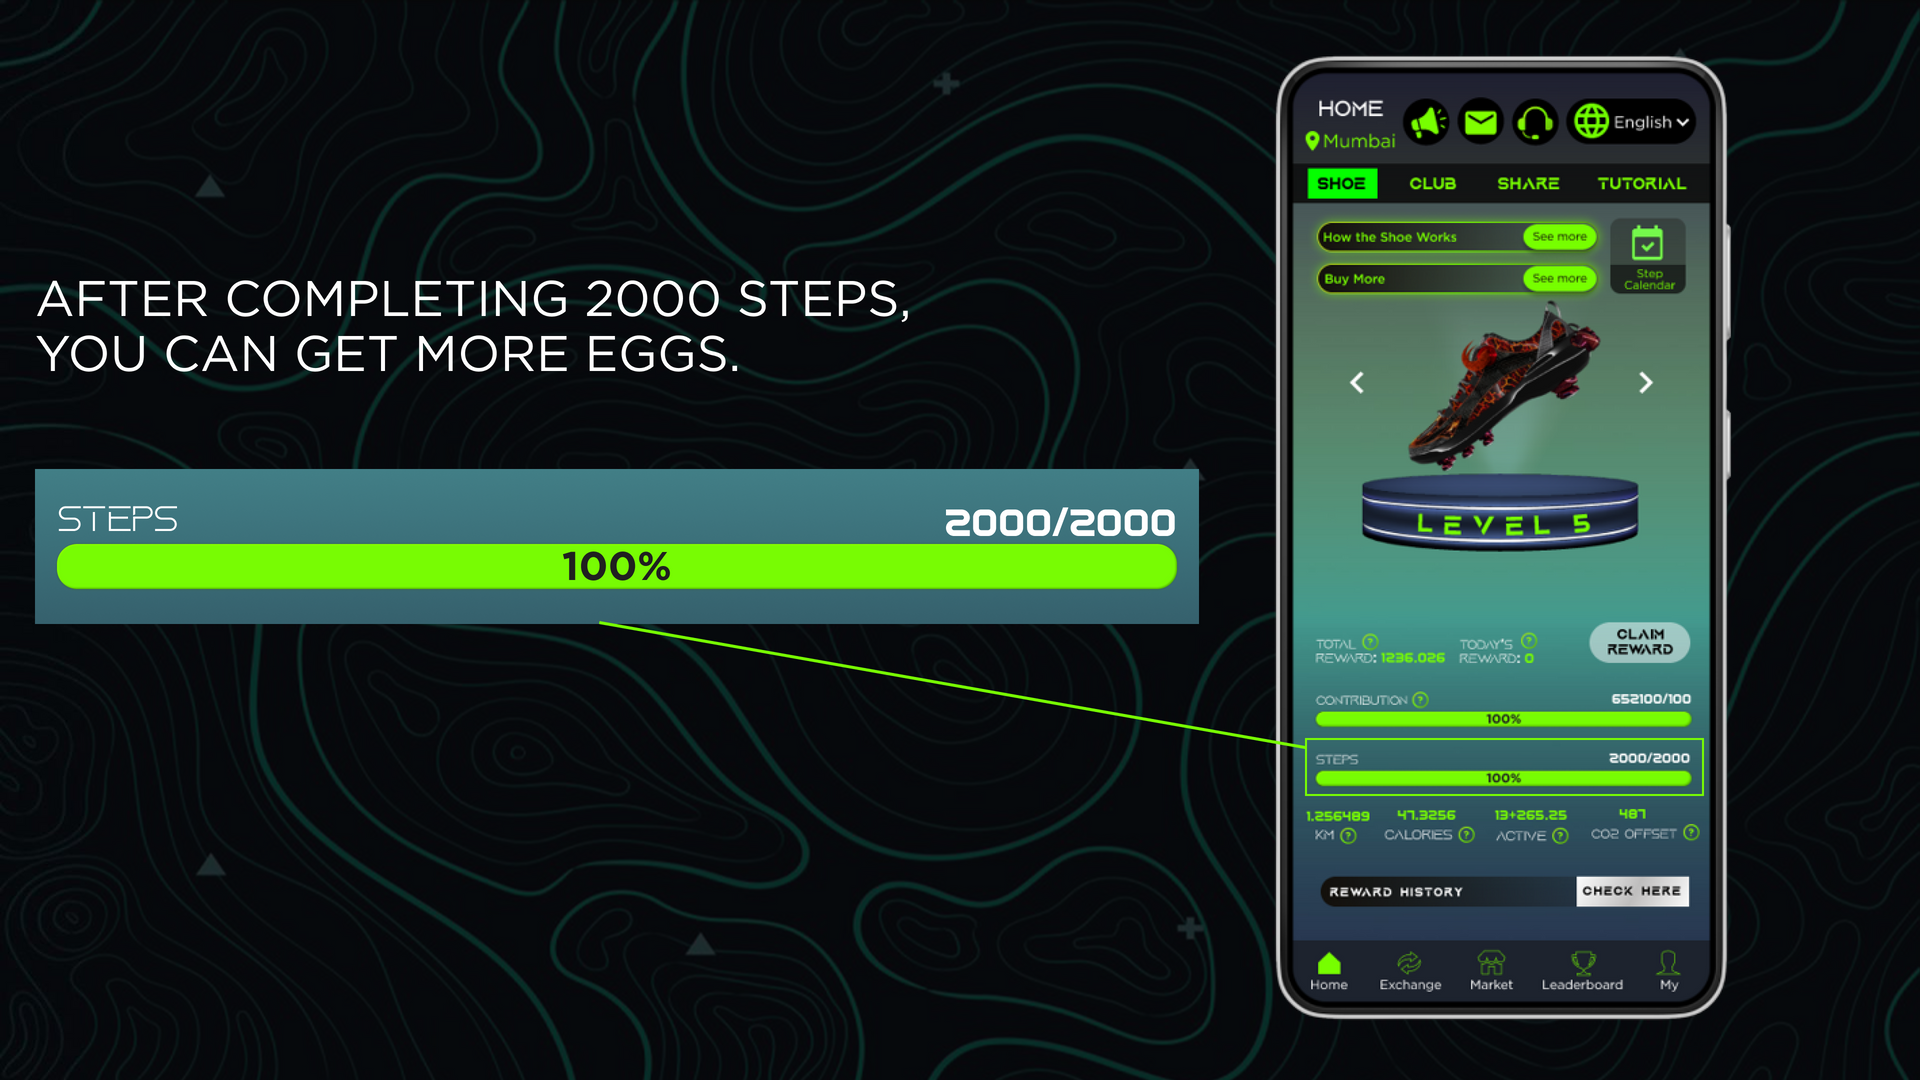 AFTER COMPLETING 2000 STEPS,
YOU CAN GET MORE EGGS.
STEPS 2000/2000
100%
HOME
Mumbai
English
SHOE CLUB SHARE TUTORIAL
How the Shoe Works See more
Buy More See more
Step
Calendar
LEVEL 5
TOTAL
REWARD: 1236.026
TODAY'S
REWARD: 0
CLAIM
REWARD
CONTRIBUTION 652100/100
100%
STEPS 2000/2000
100%
1.256489 47.3256 13+265.25 487
KM CALORIES ACTIVE CO2 OFFSET
REWARD HISTORY CHECK HERE
Home Exchange Market Leaderboard My